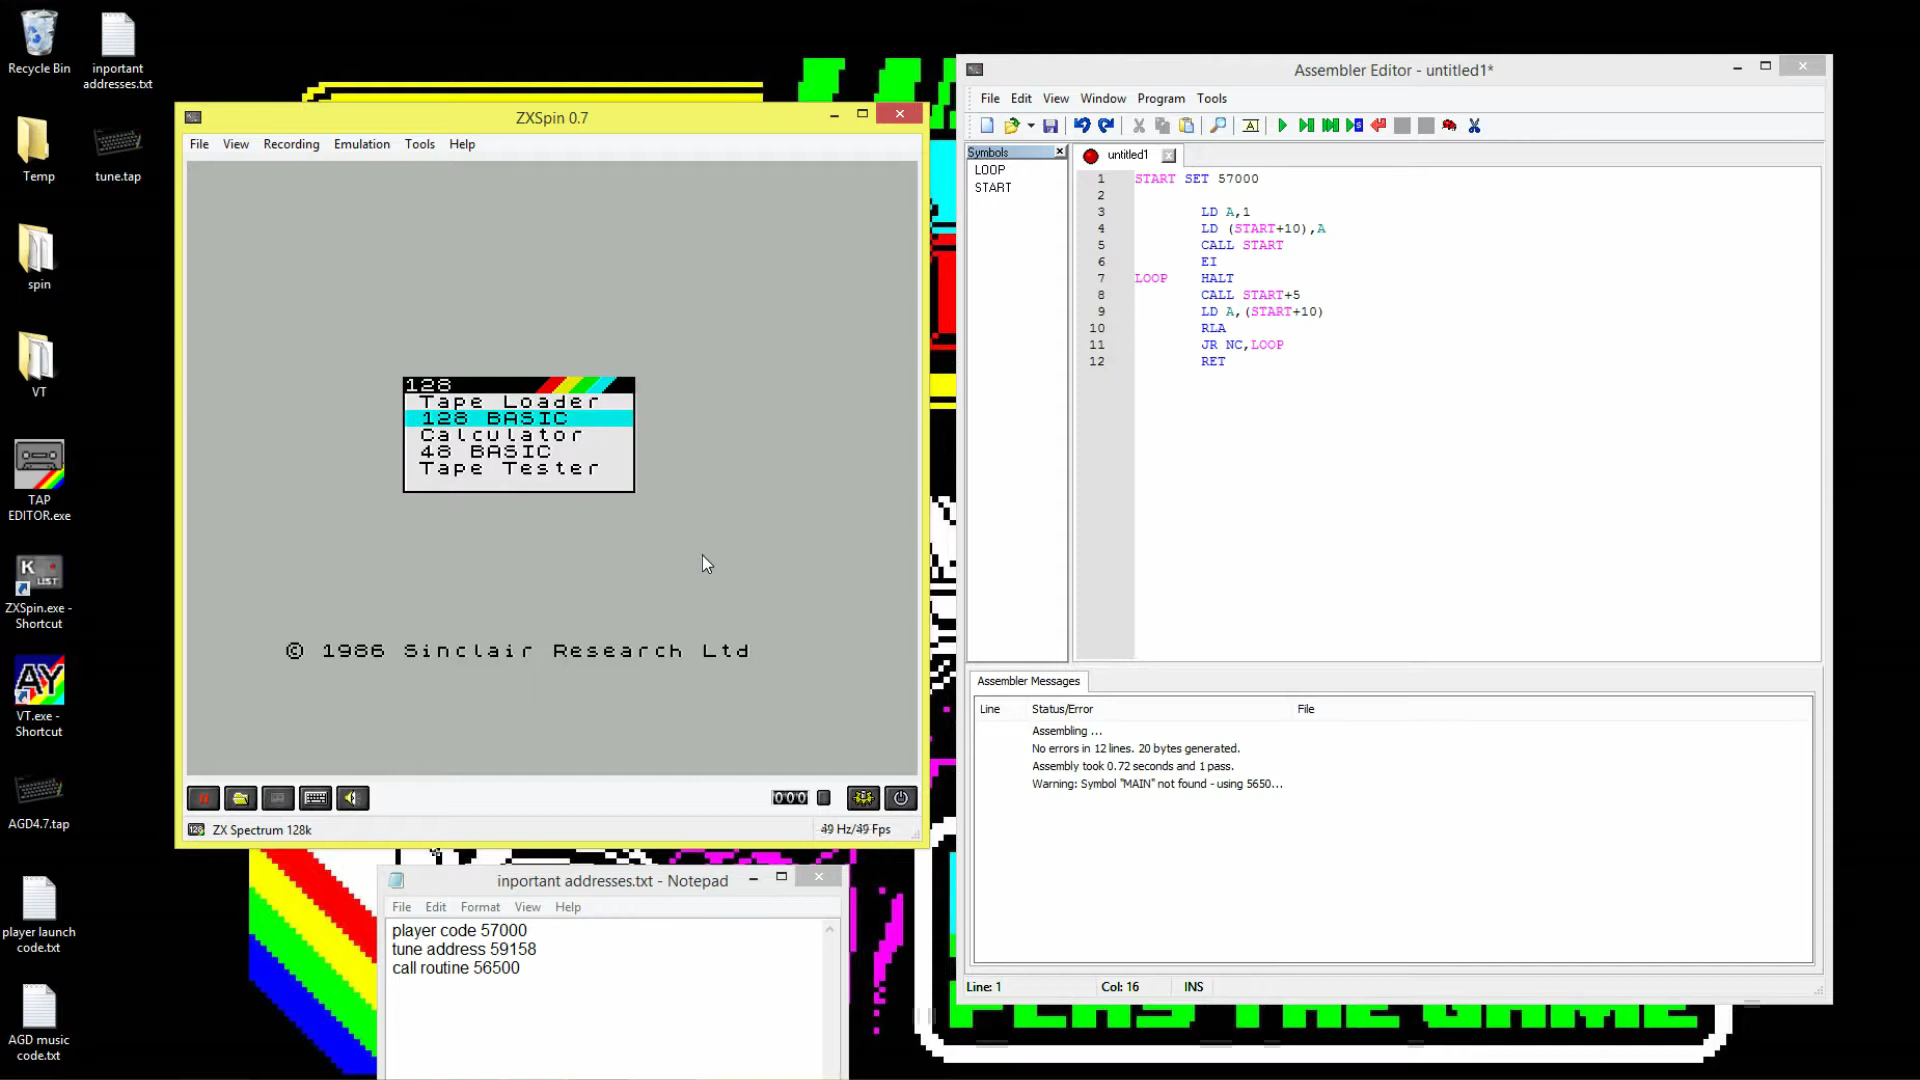 Recycle Bin
inportant
addresses.txt
Temp
tune.tap
spin
VT
TAP
EDITOR.exe
ZXSpin.exe -
Shortcut
VT.exe -
Shortcut
AGD4.7.tap
player launch
code.txt
AGD music
code.txt
ZXSpin 0.7
File View Recording Emulation Tools Help
128
Tape Loader
128 BASIC
Calculator
48 BASIC
Tape Tester
© 1986 Sinclair Research Ltd
000
ZX Spectrum 128k
49 Hz/49 Fps
inportant addresses.txt - Notepad
File Edit Format View Help
player code 57000
tune address 59158
call routine 56500
Assembler Editor - untitled1*
File Edit View Window Program Tools
Symbols
LOOP
START
untitled1
1 START SET 57000
2
3 LD A,1
4 LD (START+10),A
5 CALL START
6 EI
7 LOOP HALT
8 CALL START+5
9 LD A,(START+10)
10 RLA
11 JR NC,LOOP
12 RET
Assembler Messages
Line Status/Error File
Assembling ...
No errors in 12 lines. 20 bytes generated.
Assembly took 0.72 seconds and 1 pass.
Warning: Symbol "MAIN" not found - using 5650...
Line: 1 Col: 16 INS
PLAY THE GAME